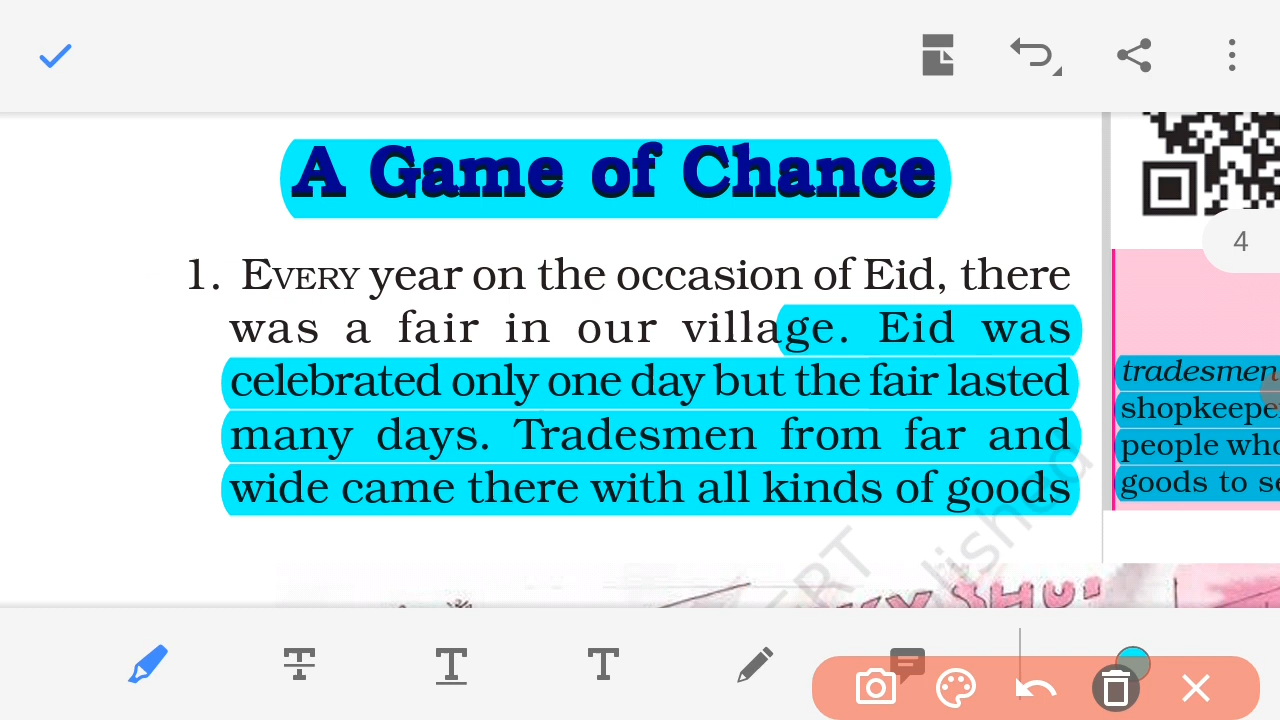 A Game of Chance
4
1. EVERY year on the occasion of Eid, there
was a fair in our village. Eid was
celebrated only one day but the fair lasted
many days. Tradesmen from far and
wide came there with all kinds of goods
tradesmen
goods to